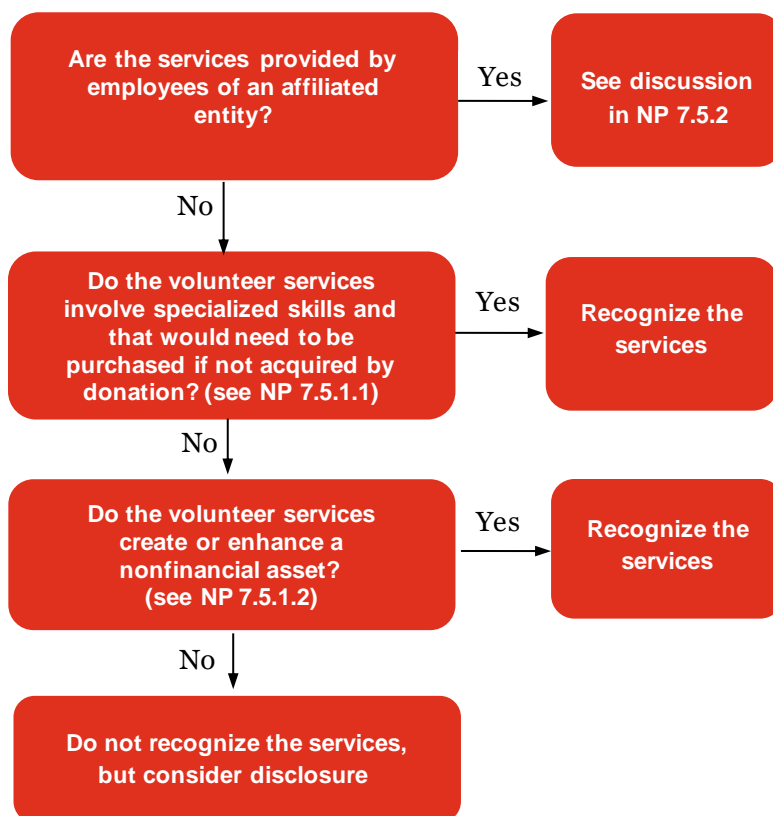 Are the services provided by
employees of an affiliated
entity?
Yes
See discussion
in NP 7.5.2
No
Do the volunteer services
involve specialized skills and
that would need to be
purchased if not acquired by
donation? (see NP 7.5.1.1)
Yes
Recognize the
services
No
Do the volunteer services
create or enhance a
nonfinancial asset?
(see NP 7.5.1.2)
Yes
Recognize the
services
No
Do not recognize the services,
but consider disclosure